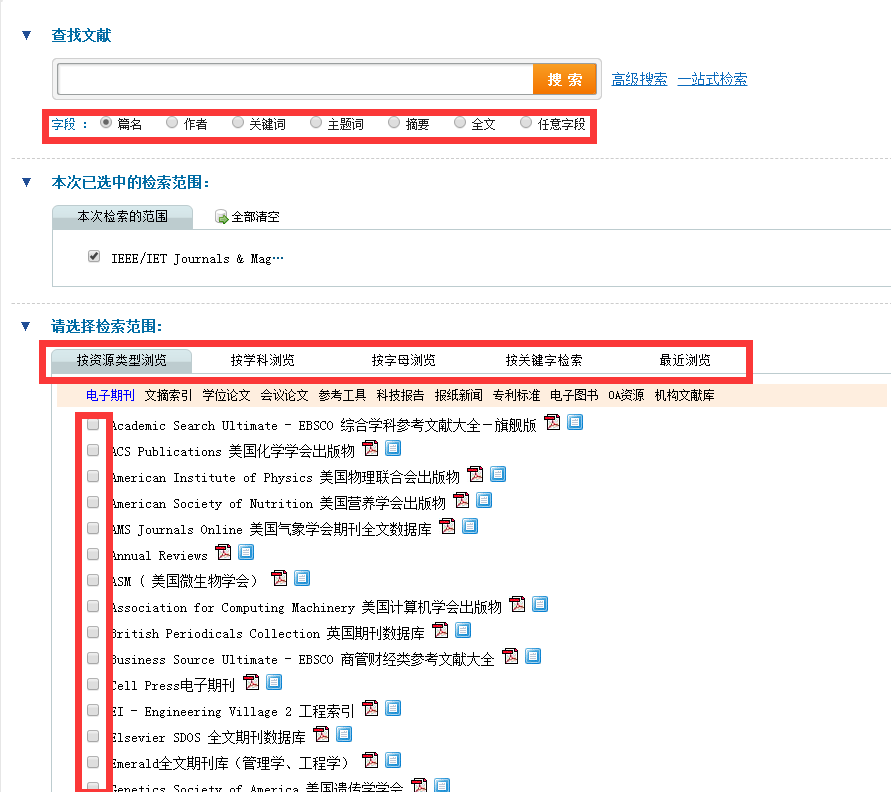 查找文献
搜 索 高级搜索 一站式检索
字段 ： 篇名 作者 关键词 主题词 摘要 全文 任意字段
本次已选中的检索范围：
本次检索的范围 全部清空
IEEE/IET Journals & Mag…
请选择检索范围：
按资源类型浏览 按学科浏览 按字母浏览 按关键字检索 最近浏览
电子期刊 文摘索引 学位论文 会议论文 参考工具 科技报告 报纸新闻 专利标准 电子图书 OA资源 机构文献库
Academic Search Ultimate - EBSCO 综合学科参考文献大全－旗舰版
ACS Publications 美国化学学会出版物
American Institute of Physics 美国物理联合会出版物
American Society of Nutrition 美国营养学会出版物
AMS Journals Online 美国气象学会期刊全文数据库
Annual Reviews
ASM ( 美国微生物学会）
Association for Computing Machinery 美国计算机学会出版物
British Periodicals Collection 英国期刊数据库
Business Source Ultimate - EBSCO 商管财经类参考文献大全
Cell Press电子期刊
EI - Engineering Village 2 工程索引
Elsevier SDOS 全文期刊数据库
Emerald全文期刊库（管理学、工程学）
Genetics Society of America 美国遗传学学会